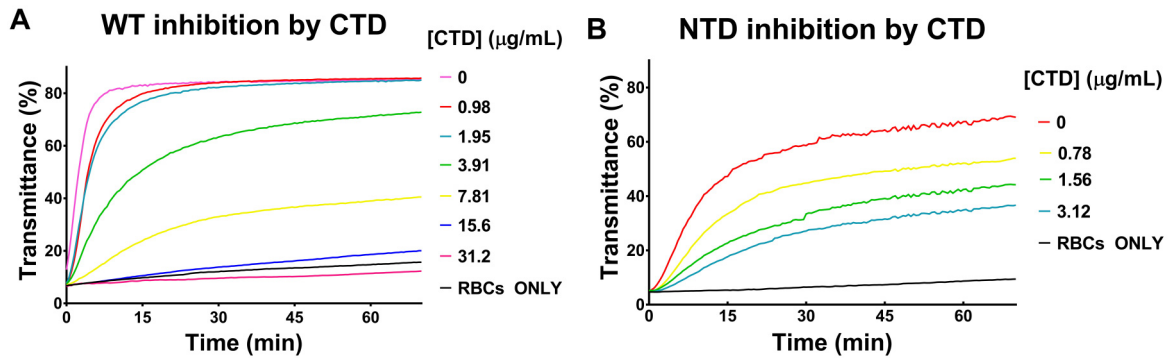 A
WT inhibition by CTD
[CTD] (μg/mL)
0
0.98
1.95
3.91
7.81
15.6
31.2
RBCs ONLY
Transmittance (%)
80
60
40
20
0
0 15 30 45 60
Time (min)
B
NTD inhibition by CTD
[CTD] (μg/mL)
0
0.78
1.56
3.12
RBCs ONLY
Transmittance (%)
80
60
40
20
0
0 15 30 45 60
Time (min)